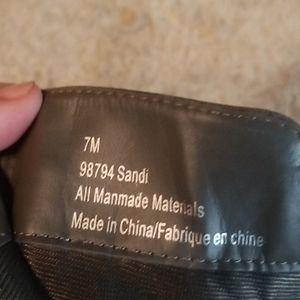 7M
98794 Sandi
All Manmade Materials
Made in China/Fabrique en chine